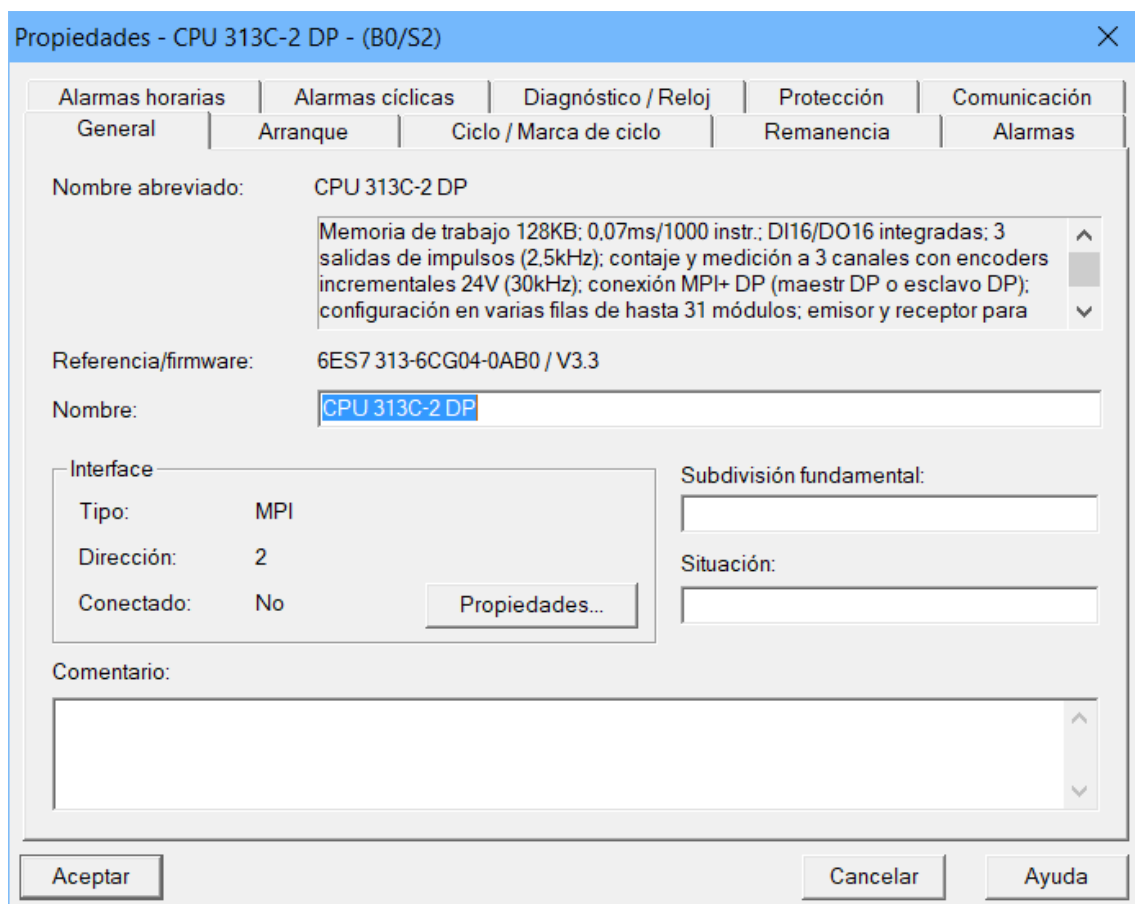 Propiedades - CPU 313C-2 DP - (B0/S2)
Alarmas horarias Alarmas cíclicas Diagnóstico / Reloj Protección Comunicación
General Arranque Ciclo / Marca de ciclo Remanencia Alarmas
Nombre abreviado: CPU 313C-2 DP
Memoria de trabajo 128KB; 0,07ms/1000 instr.; DI16/DO16 integradas; 3
salidas de impulsos (2,5kHz); contaje y medición a 3 canales con encoders
incrementales 24V (30kHz); conexión MPI+ DP (maestr DP o esclavo DP);
configuración en varias filas de hasta 31 módulos; emisor y receptor para
Referencia/firmware: 6ES7 313-6CG04-0AB0 / V3.3
Nombre: CPU 313C-2 DP
Interface
Tipo: MPI
Dirección: 2
Conectado: No
Propiedades...
Subdivisión fundamental:
Situación:
Comentario:
Aceptar Cancelar Ayuda